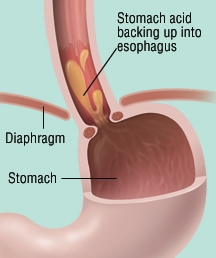 Stomach acid
backing up into
esophagus
Diaphragm
Stomach